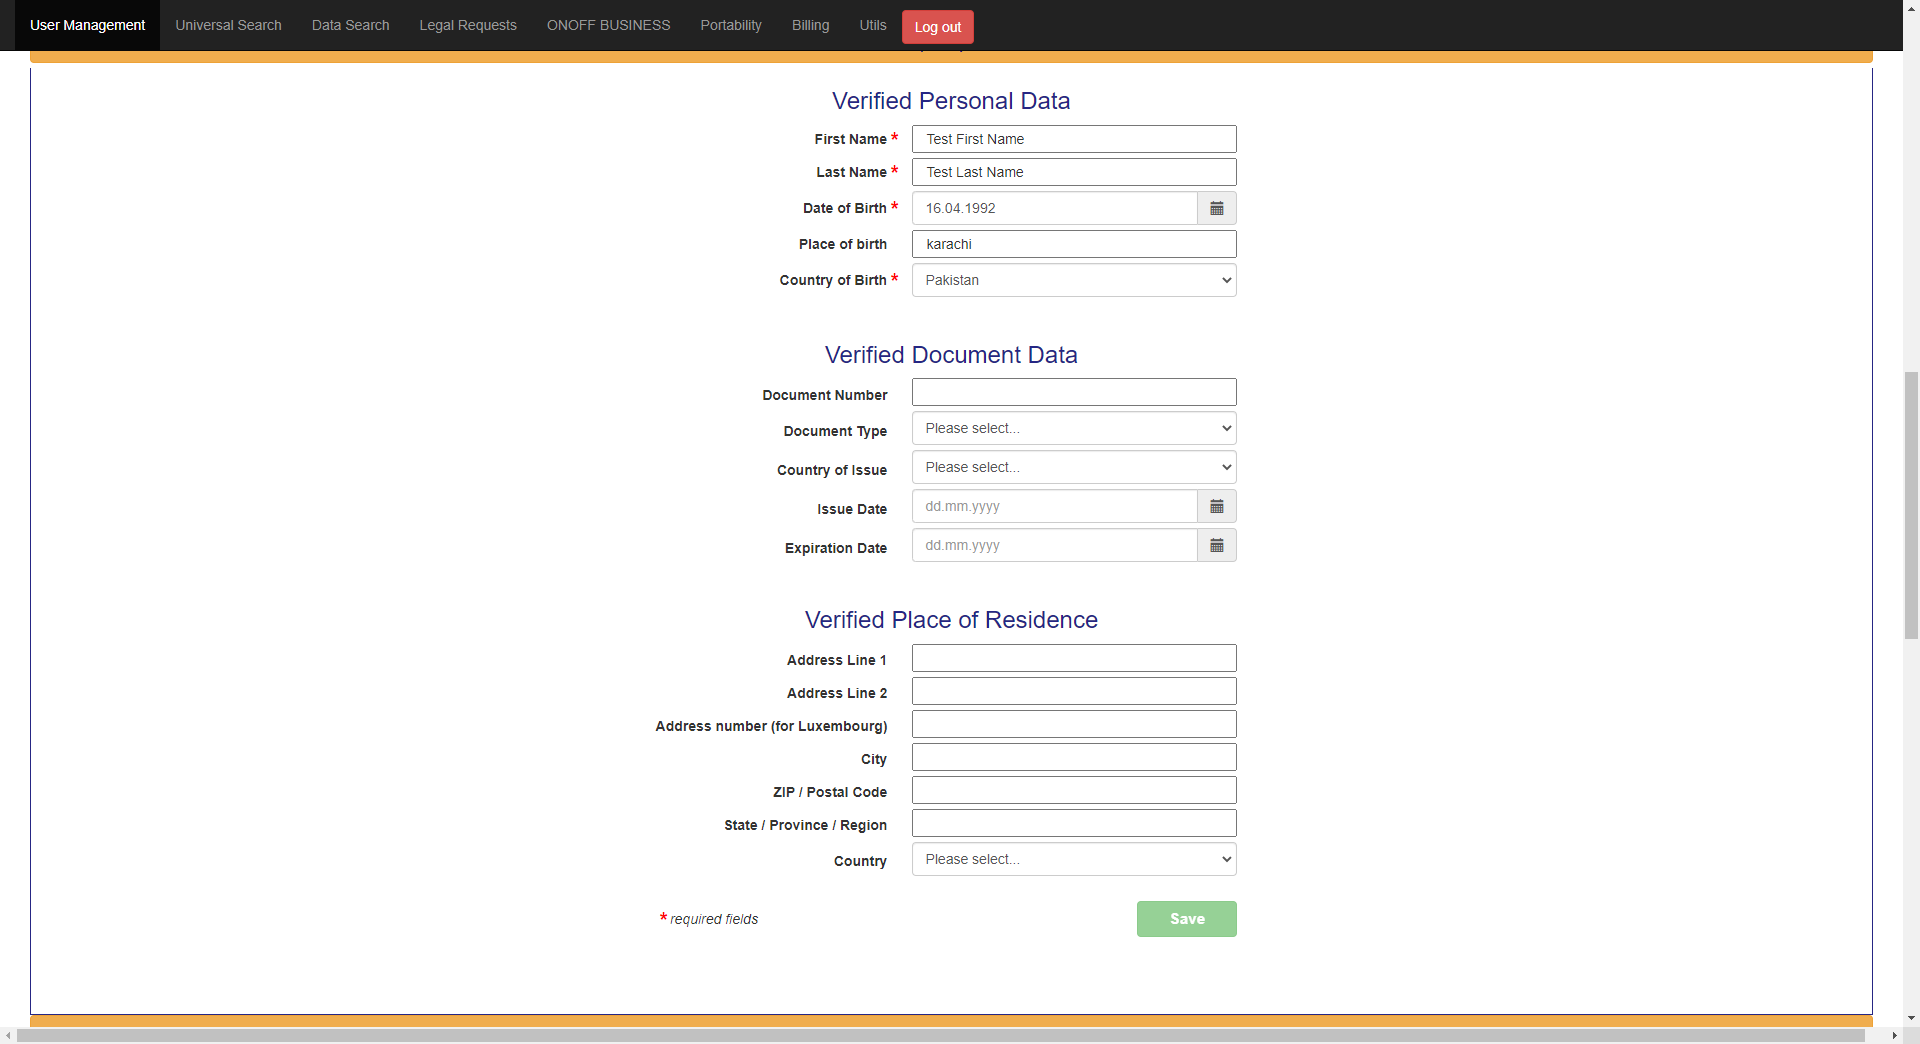 User Management Universal Search Data Search Legal Requests ONOFF BUSINESS Portability Billing Utils Log out
Verified Personal Data
First Name * Test First Name
Last Name * Test Last Name
Date of Birth * 16.04.1992
Place of birth karachi
Country of Birth * Pakistan
Verified Document Data
Document Number
Document Type Please select...
Country of Issue Please select...
Issue Date dd.mm.yyyy
Expiration Date dd.mm.yyyy
Verified Place of Residence
Address Line 1
Address Line 2
Address number (for Luxembourg)
City
ZIP / Postal Code
State / Province / Region
Country Please select...
* required fields Save